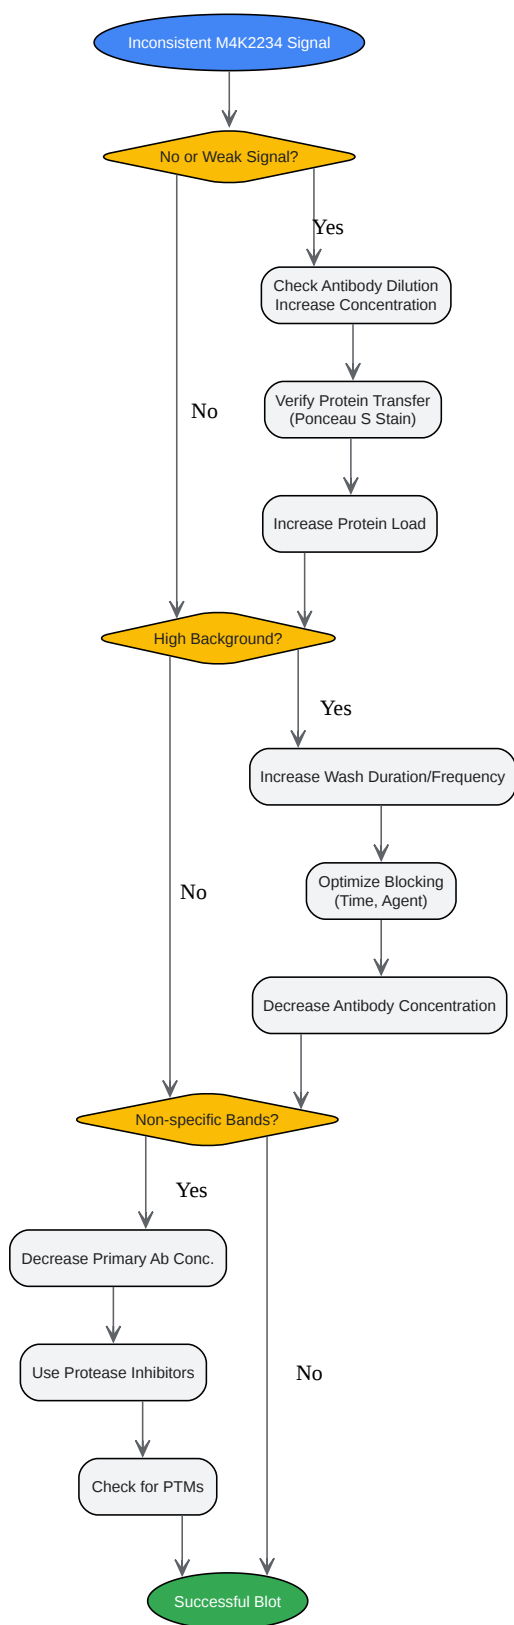 Inconsistent M4K2234 Signal
No or Weak Signal?
Yes
Check Antibody Dilution
Increase Concentration
Verify Protein Transfer
(Ponceau S Stain)
No
Increase Protein Load
High Background?
Yes
Increase Wash Duration/Frequency
Optimize Blocking
(Time, Agent)
No
Decrease Antibody Concentration
Non-specific Bands?
Yes
Decrease Primary Ab Conc.
Use Protease Inhibitors
No
Check for PTMs
Successful Blot